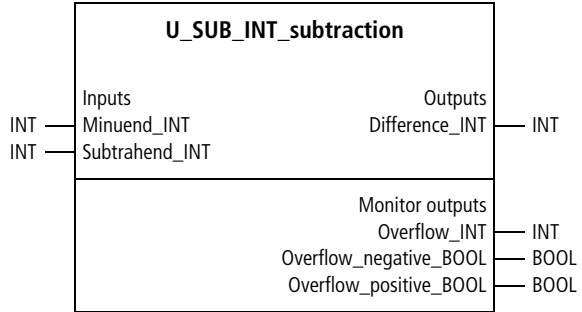 U_SUB_INT_subtraction
Inputs Outputs
INT Minuend_INT Difference_INT INT
INT Subtrahend_INT
Monitor outputs
Overflow_INT INT
Overflow_negative_BOOL BOOL
Overflow_positive_BOOL BOOL